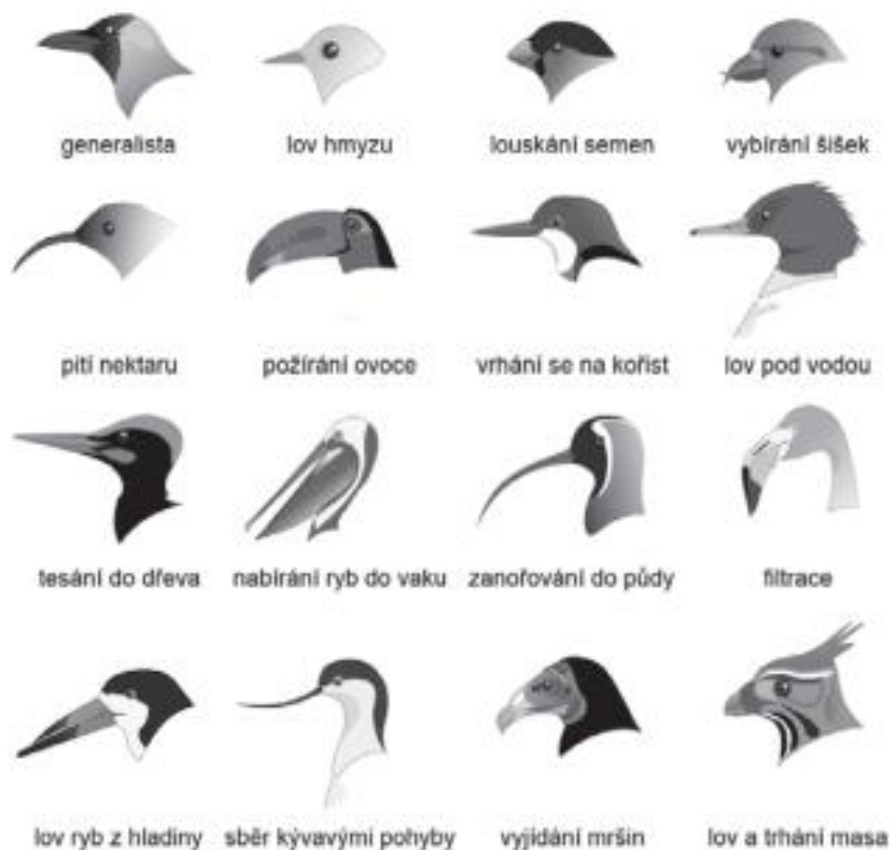 generalista lov hmyzu louskání semen vybírání šišek
pití nektaru požírání ovoce vrhání se na kořist lov pod vodou
tesání do dřeva nabírání ryb do vaku zanořování do půdy filtrace
lov ryb z hladiny sběr kývavými pohyby vyjídání mršin lov a trhání masa